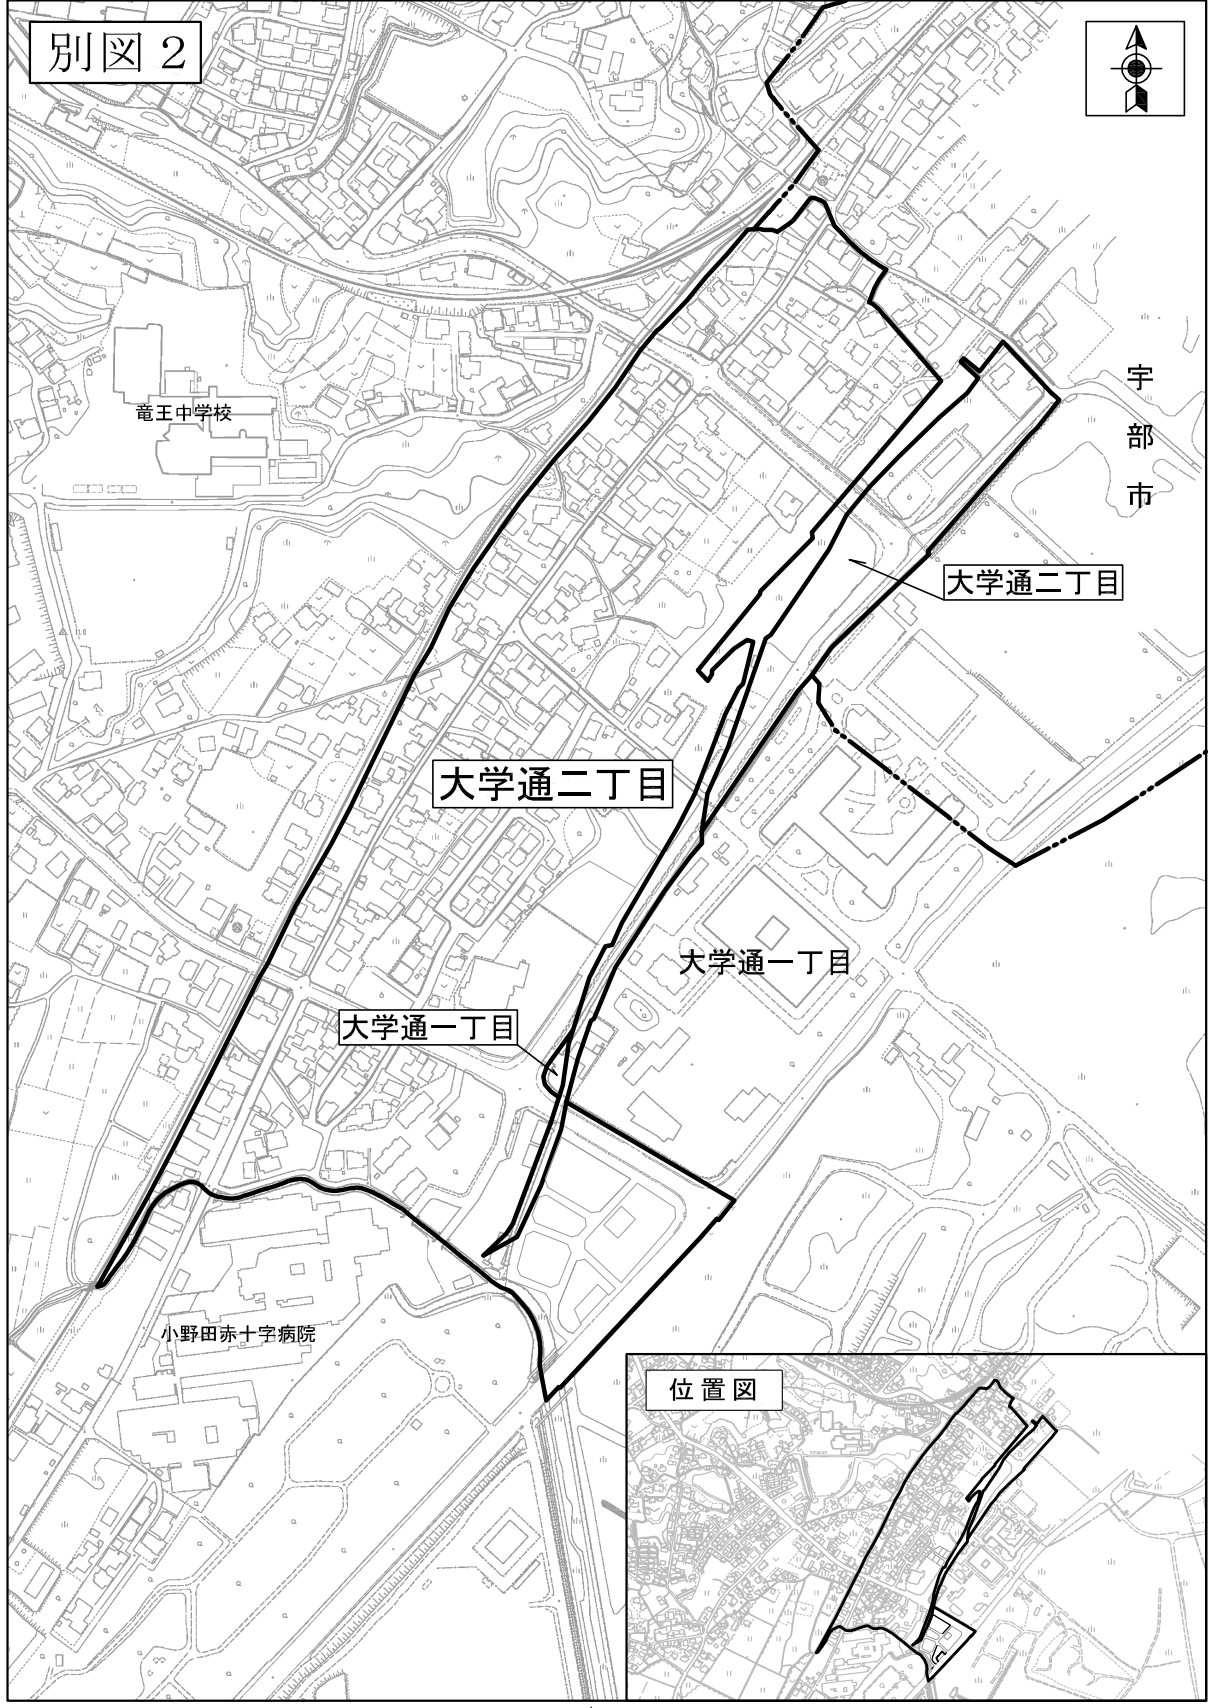 別図２
竜王中学校
宇部市
大学通二丁目
大学通二丁目
大学通一丁目
大学通一丁目
小野田赤十字病院
位置図